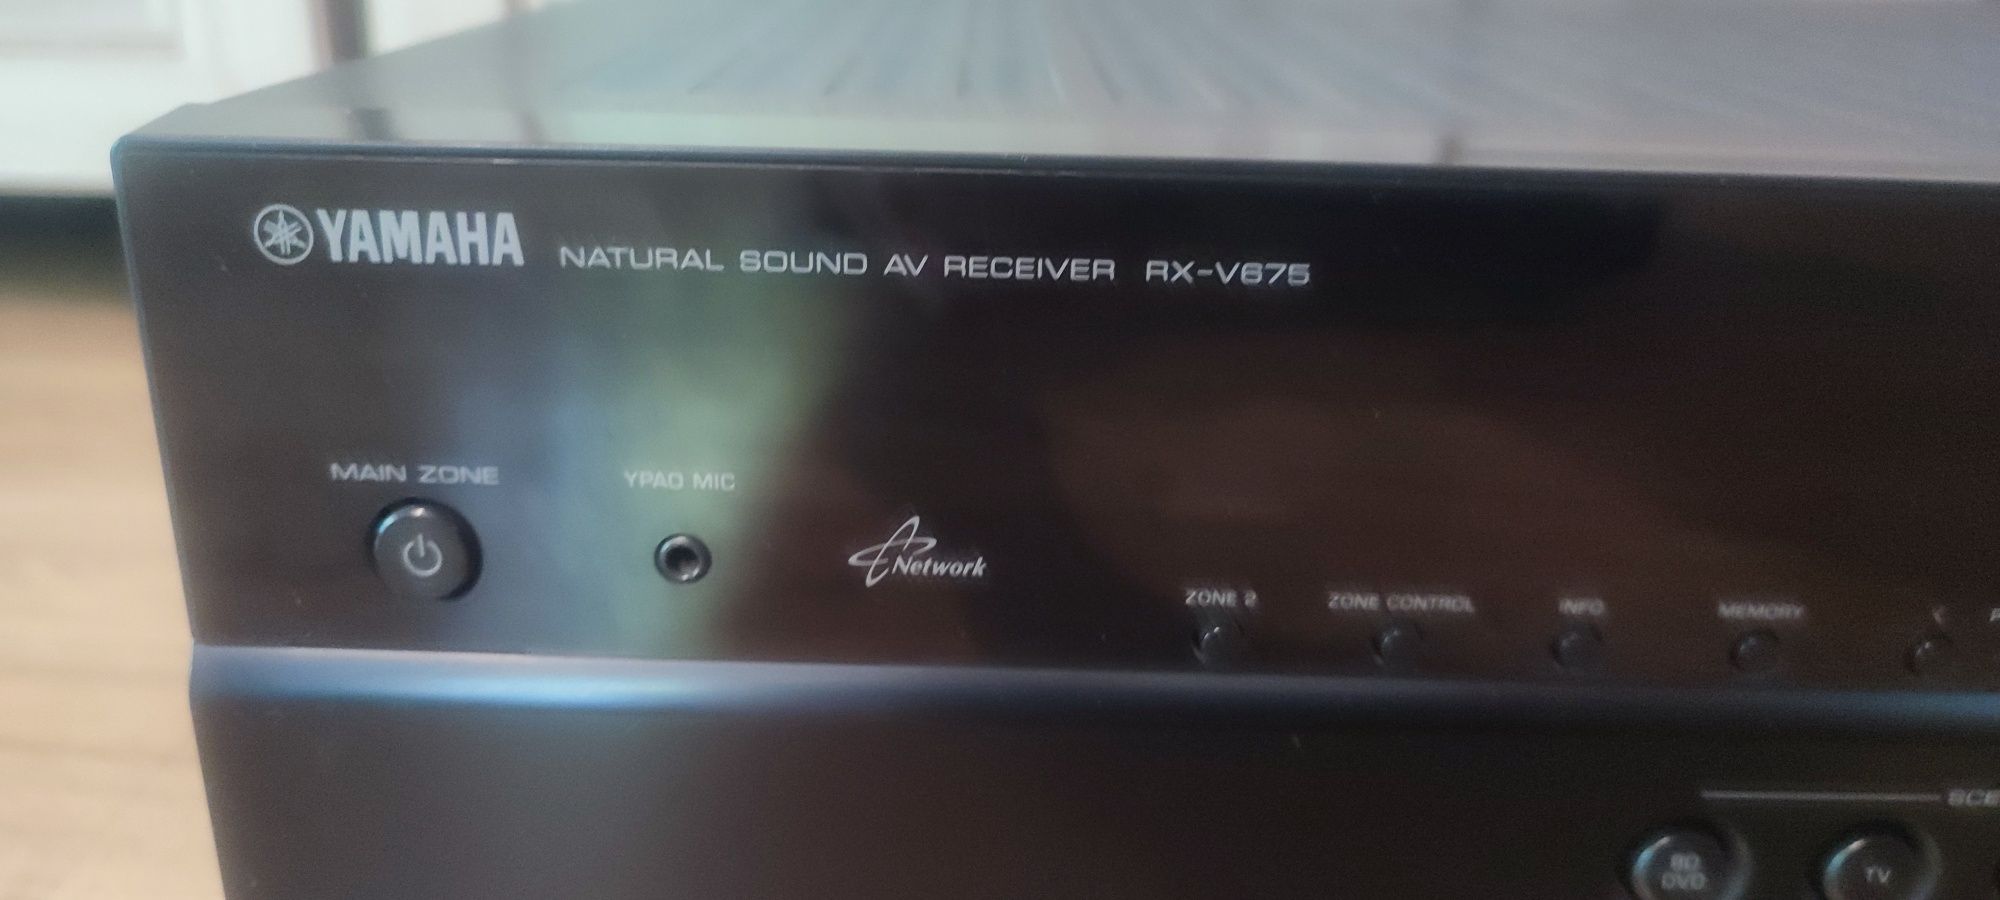 YAMAHA NATURAL SOUND AV RECEIVER RX-V675
MAIN ZONE
YPAO MIC
Network
ZONE 2
ZONE CONTROL
INFO
MEMORY
BD
DVD
TV